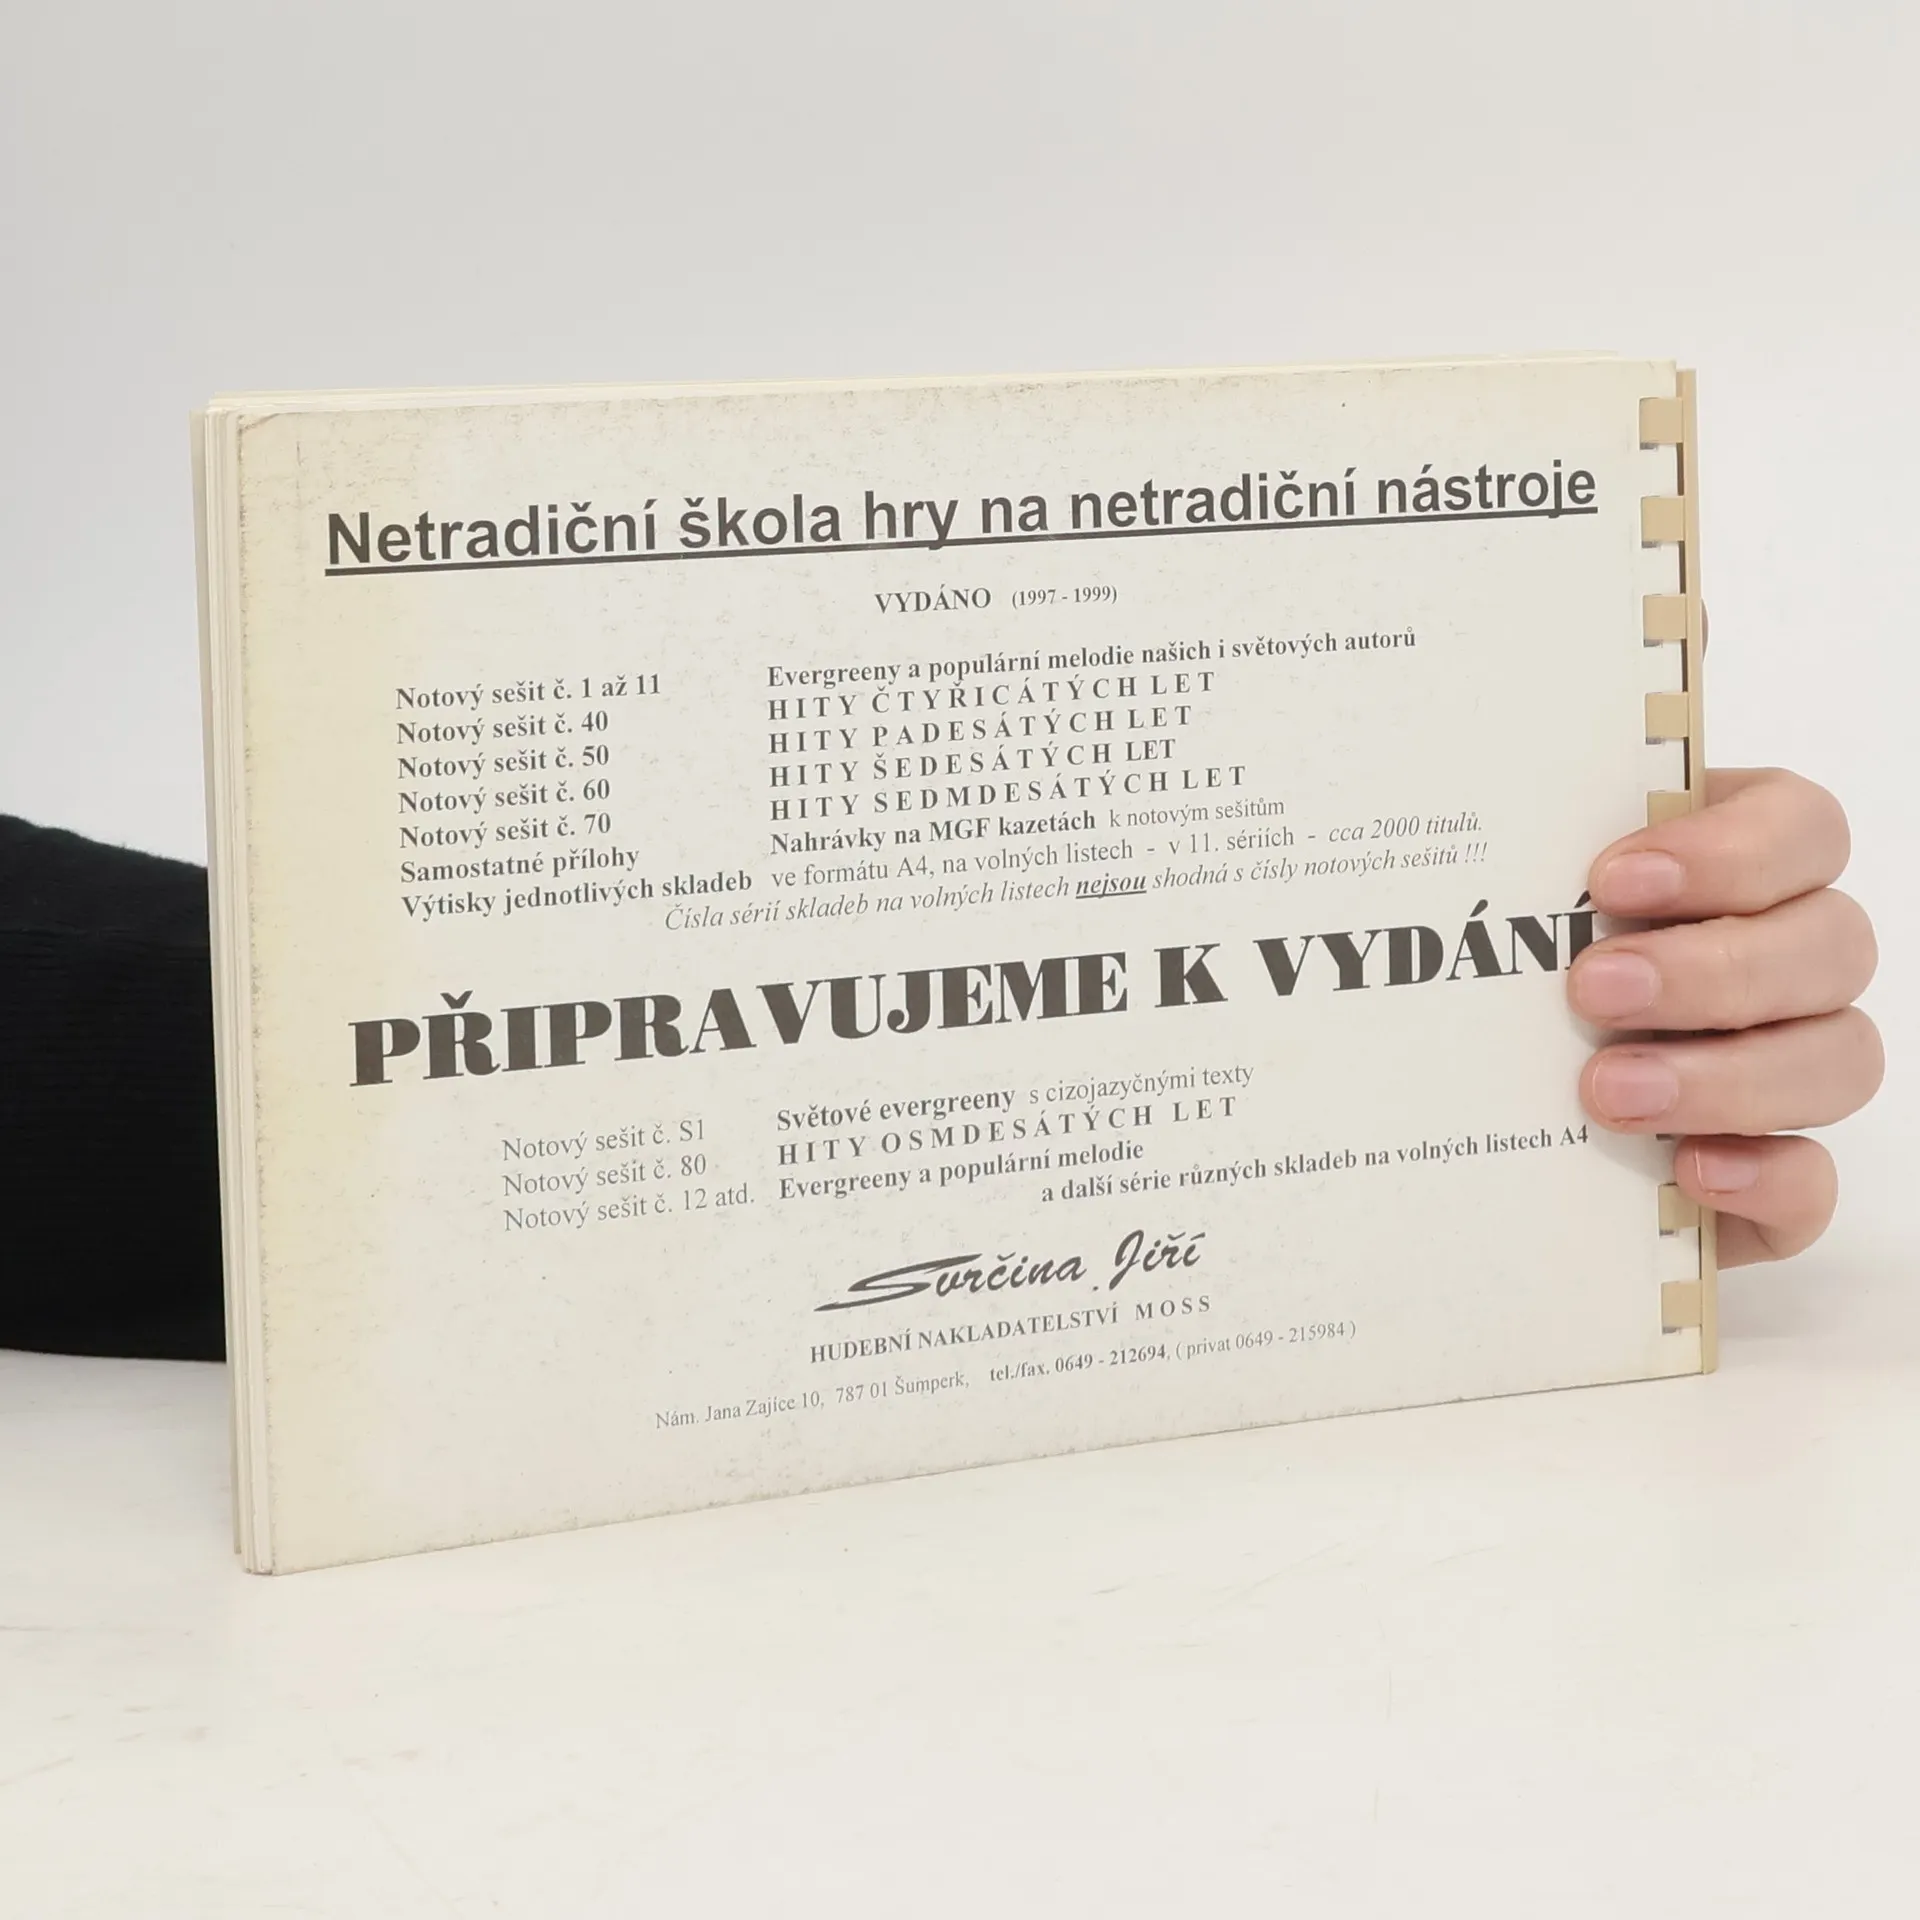 Netradiční škola hry na netradiční nástroje
VYDÁNO (1997 - 1999)
Notový sešit č. 1 až 11 Evergreeny a populární melodie našich i světových autorů
Notový sešit č. 40 HITY ČTYŘICÁTÝCH LET
Notový sešit č. 50 HITY PADESÁTÝCH LET
Notový sešit č. 60 HITY ŠEDESÁTÝCH LET
Notový sešit č. 70 HITY SEDMDESÁTÝCH LET
Samostatné přílohy Nahrávky na MGF kazetách k notovým sešitům
Výtisky jednotlivých skladeb ve formátu A4, na volných listech - v 11. sériích - cca 2000 titulů.
Čísla sérií skladeb na volných listech nejsou shodná s čísly notových sešitů !!!
PŘIPRAVUJEME K VYDÁNÍ
Notový sešit č. S1 Světové evergreeny s cizojazyčnými texty
Notový sešit č. 80 HITY OSMDESÁTÝCH LET
Notový sešit č. 12 atd. Evergreeny a populární melodie
a další série různých skladeb na volných listech A4
Svrčina Jiří
HUDEBNÍ NAKLADATELSTVÍ MOSS
Nám. Jana Zajíce 10, 787 01 Šumperk, tel./fax. 0649 - 212694, ( privat 0649 - 215984 )